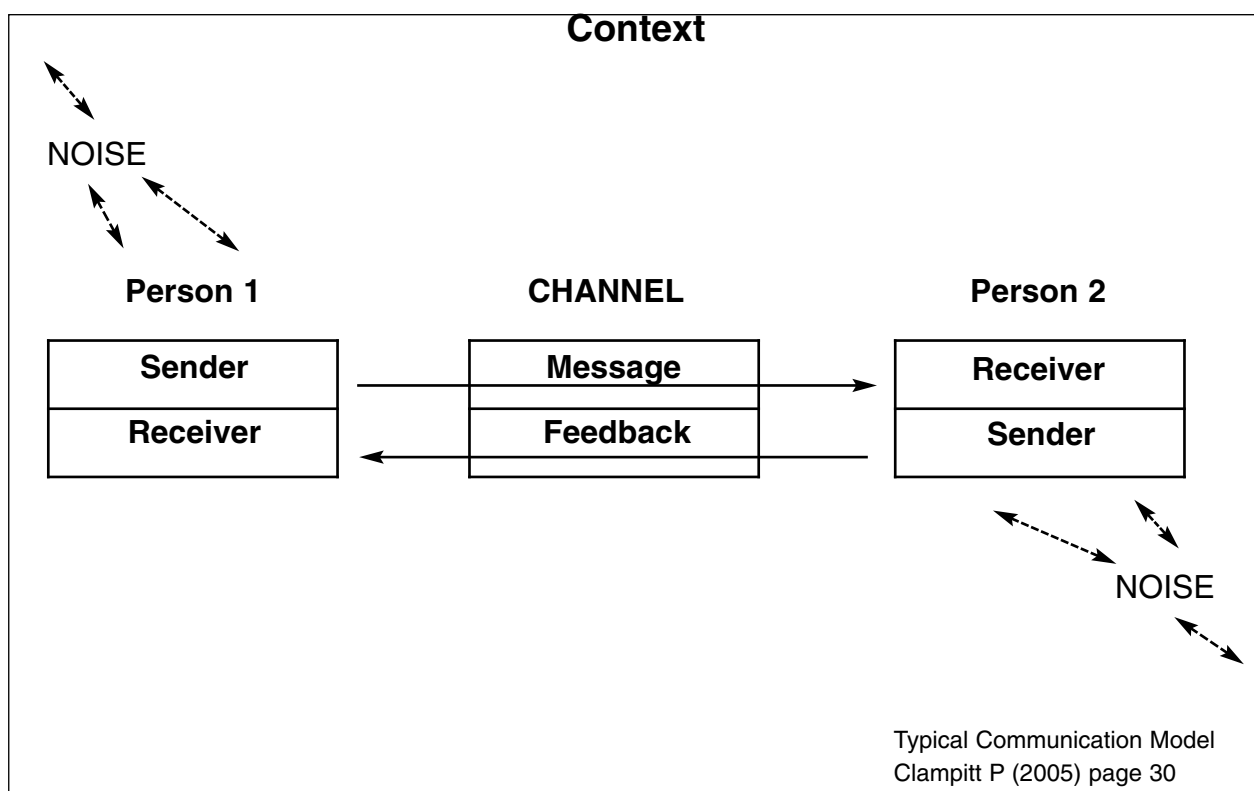 Context
NOISE
Person 1
CHANNEL
Person 2
Sender
Message
Receiver
Receiver
Feedback
Sender
NOISE
Typical Communication Model
Clampitt P (2005) page 30